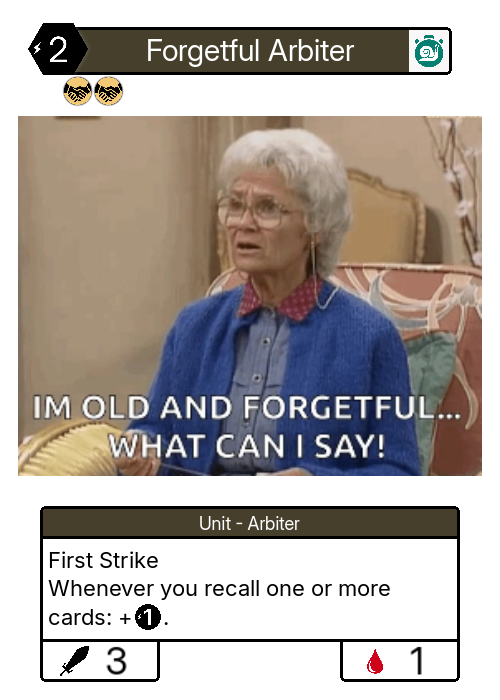 2
Forgetful Arbiter
IM OLD AND FORGETFUL...
WHAT CAN I SAY!
Unit - Arbiter
First Strike
Whenever you recall one or more
cards: +1.
3
1